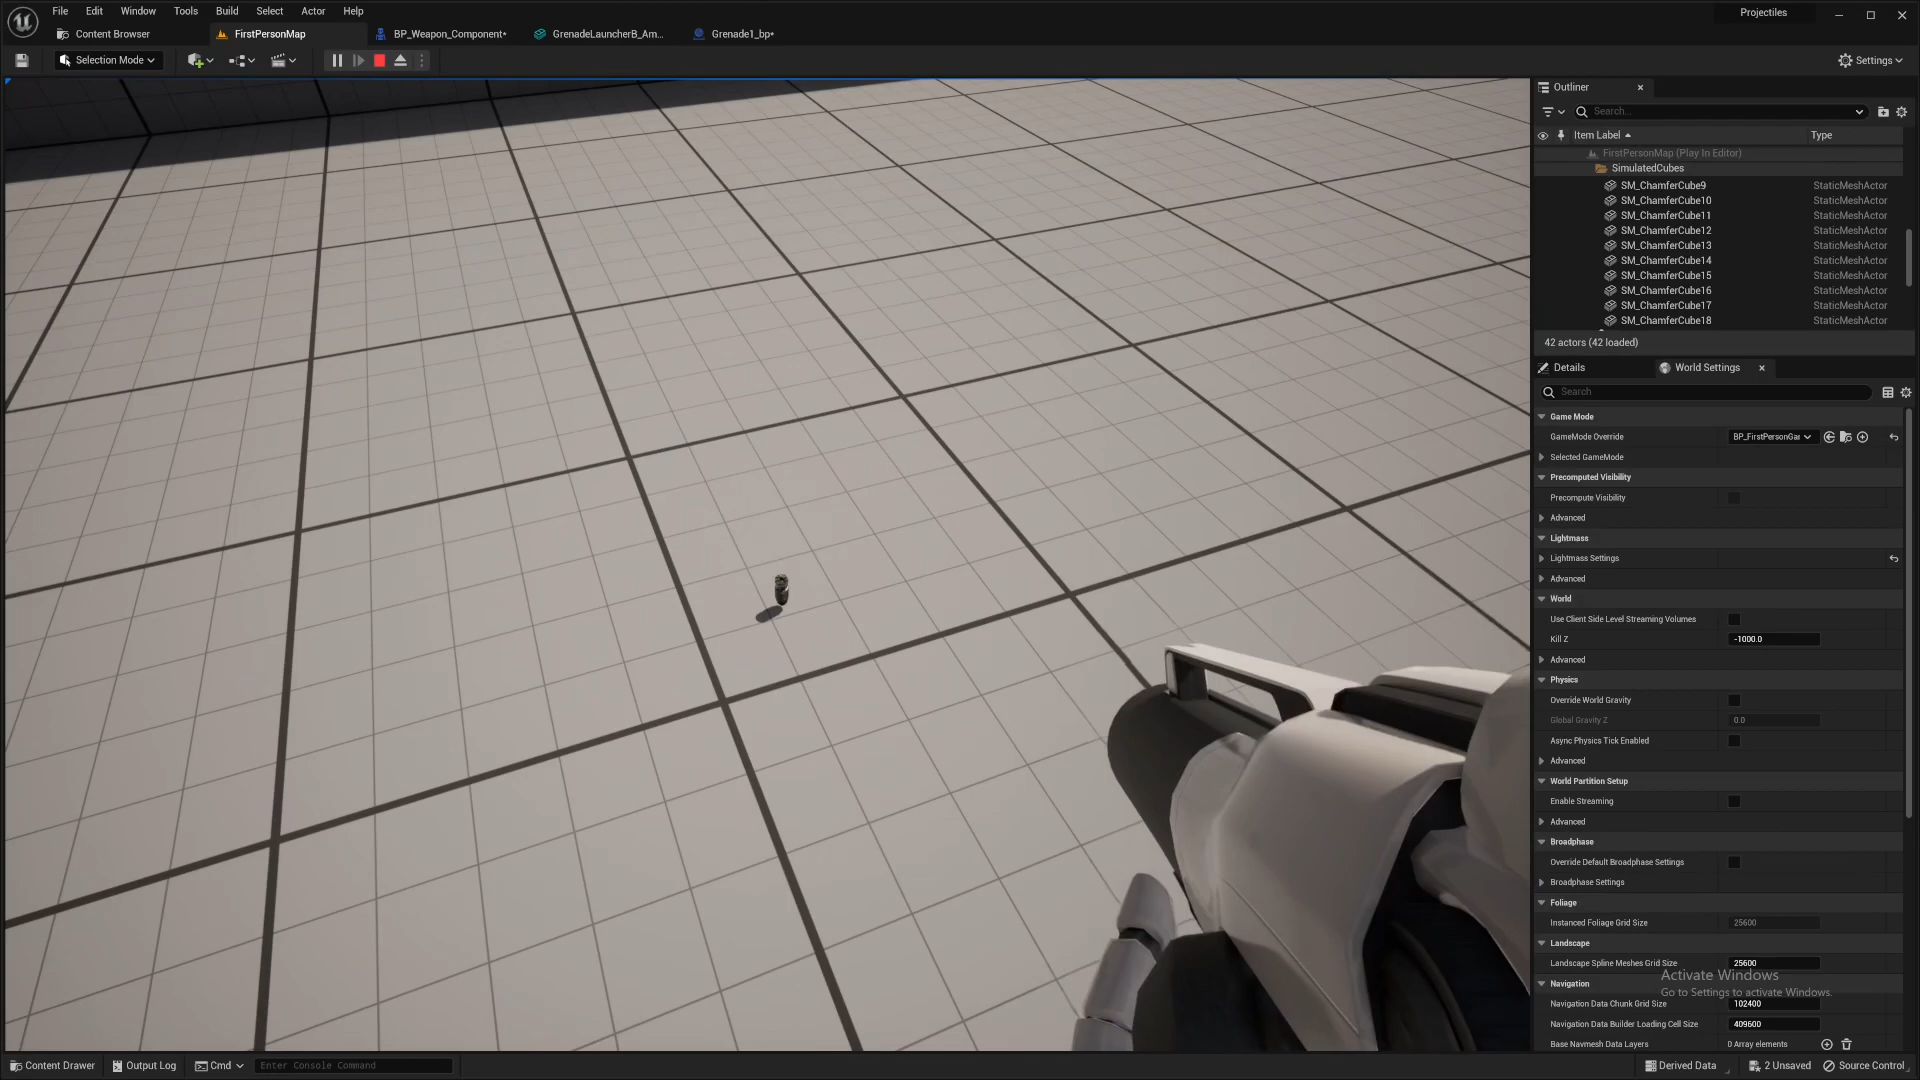 File Edit Window Tools Build Select Actor Help
Projectiles
Content Browser
FirstPersonMap
BP_Weapon_Component*
GrenadeLauncherB_Am...
Grenade1_bp*
Selection Mode
Settings
Outliner
Search...
Item Label
Type
FirstPersonMap (Play In Editor)
SimulatedCubes
SM_ChamferCube9 StaticMeshActor
SM_ChamferCube10 StaticMeshActor
SM_ChamferCube11 StaticMeshActor
SM_ChamferCube12 StaticMeshActor
SM_ChamferCube13 StaticMeshActor
SM_ChamferCube14 StaticMeshActor
SM_ChamferCube15 StaticMeshActor
SM_ChamferCube16 StaticMeshActor
SM_ChamferCube17 StaticMeshActor
SM_ChamferCube18 StaticMeshActor
42 actors (42 loaded)
Details
World Settings
Search
Game Mode
GameMode Override BP_FirstPersonGa
Selected GameMode
Precomputed Visibility
Precompute Visibility
Advanced
Lightmass
Lightmass Settings
Advanced
World
Use Client Side Level Streaming Volumes
Kill Z -1000.0
Advanced
Physics
Override World Gravity
Global Gravity Z 0.0
Async Physics Tick Enabled
Advanced
World Partition Setup
Enable Streaming
Advanced
Broadphase
Override Default Broadphase Settings
Broadphase Settings
Foliage
Instanced Foliage Grid Size 25600
Landscape
Landscape Spline Meshes Grid Size 25600
Activate Windows
Navigation
Go to Settings to activate Windows.
Navigation Data Chunk Grid Size 102400
Navigation Data Builder Loading Cell Size 409600
Base Navmesh Data Layers 0 Array elements
Content Drawer
Output Log
Cmd
Enter Console Command
Derived Data
2 Unsaved
Source Control